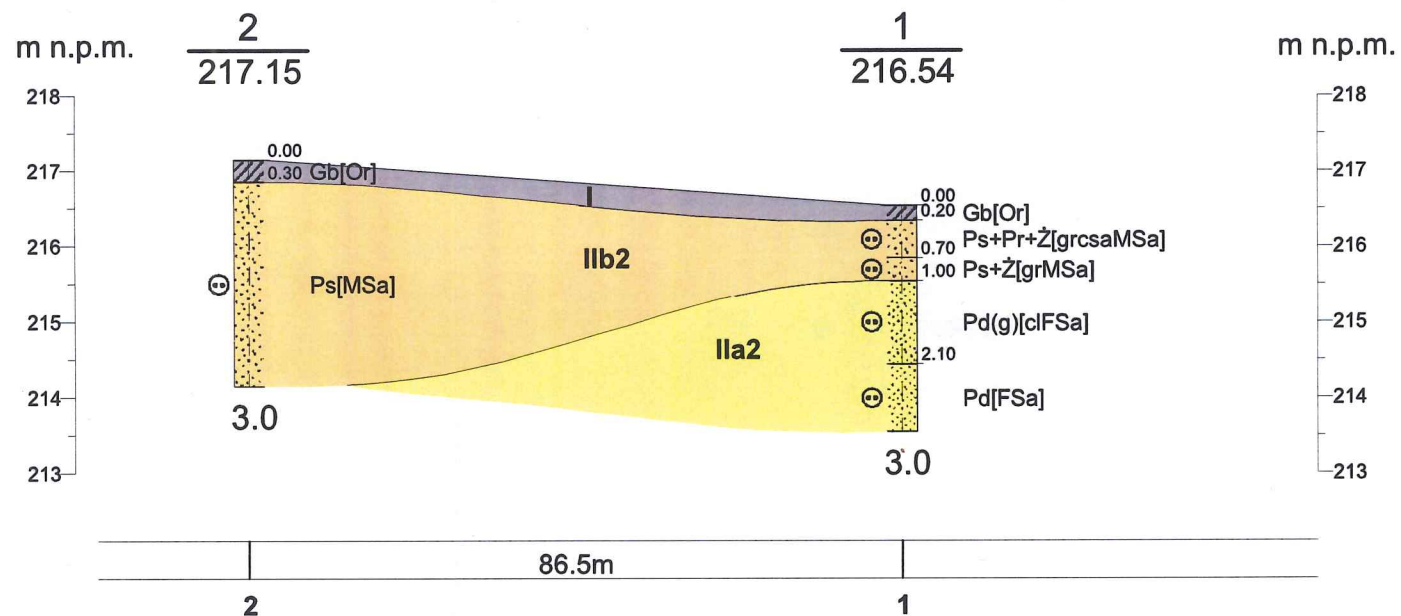 2
1
m n.p.m.
m n.p.m.
217.15
216.54
218
218
217
217
216
216
215
215
214
214
213
213
0.00
0.30 Gb[Or]
I
0.00
0.20
Gb[Or]
Ps+Pr+Ż[grcsaMSa]
0.70
IIb2
1.00
Ps+Ż[grMSa]
Ps[MSa]
Pd(g)[clFSa]
IIa2
2.10
Pd[FSa]
3.0
3.0
86.5m
2
1